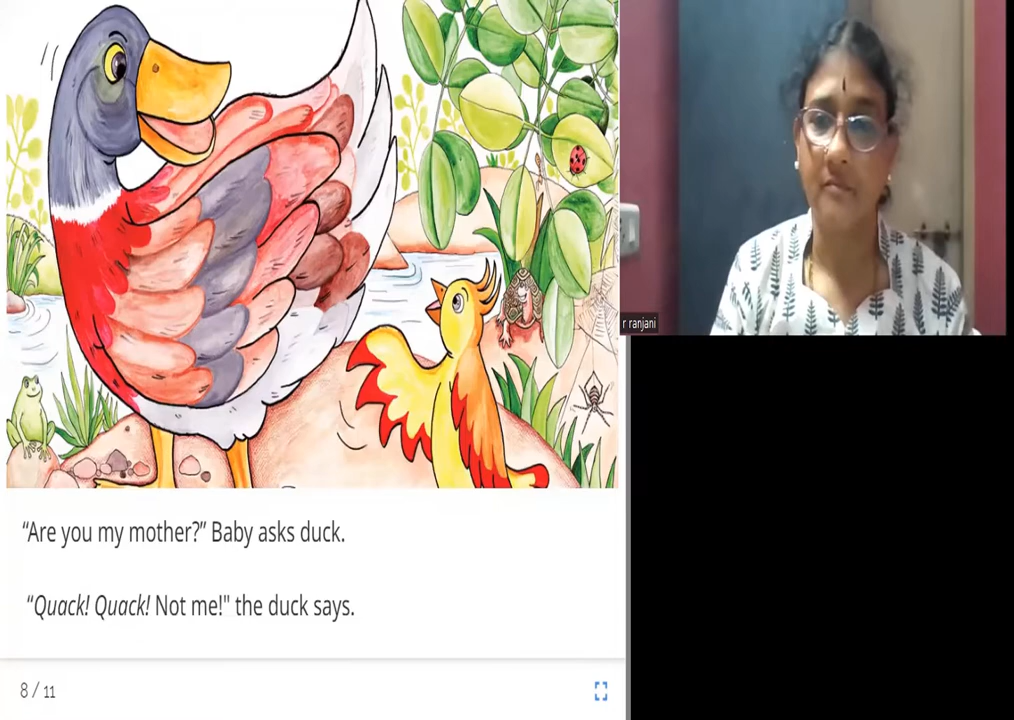 r ranjani
“Are you my mother?” Baby asks duck.
“Quack! Quack! Not me!" the duck says.
8 / 11